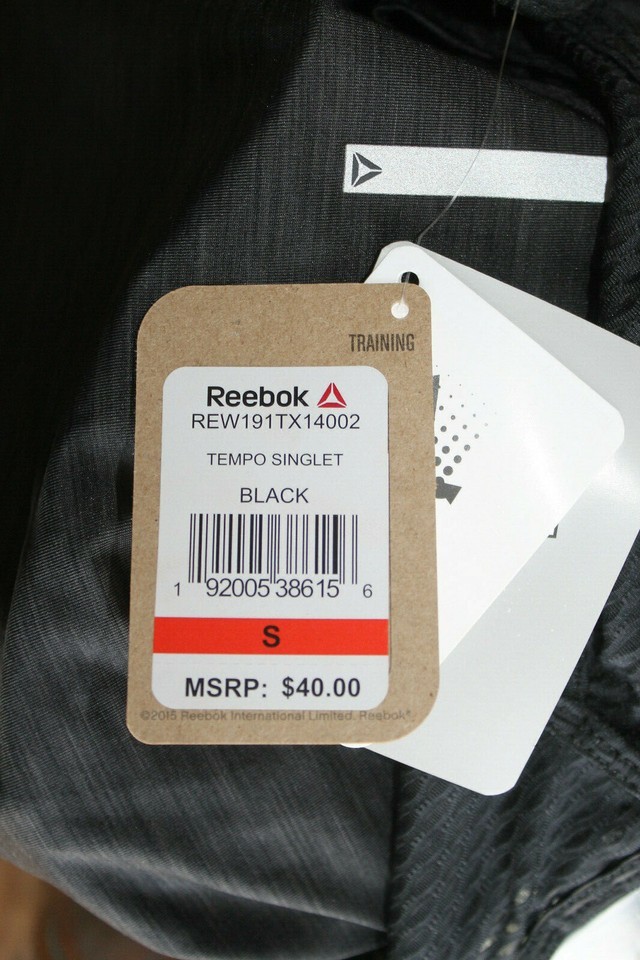 TRAINING
Reebok
REW191TX14002
TEMPO SINGLET
BLACK
1 92005 38615 6
S
MSRP: $40.00
©2015 Reebok International Limited. Reebok®